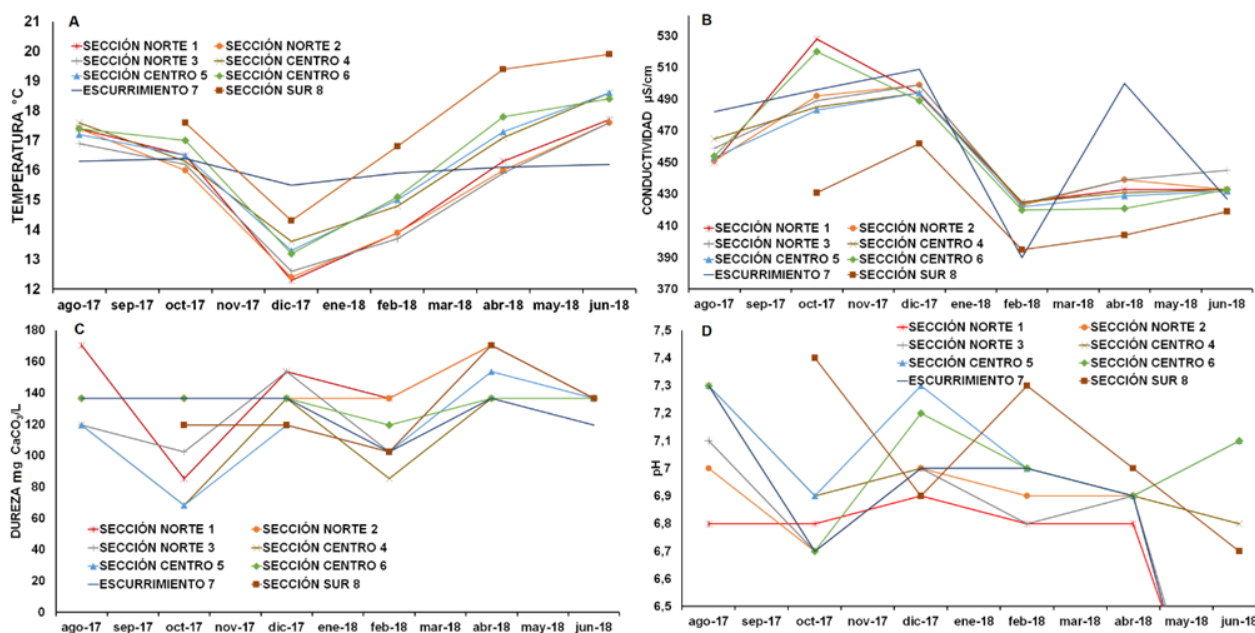 A
21
20
19
18
17
16
15
14
13
12
TEMPERATURA °C
SECCIÓN NORTE 1 SECCIÓN NORTE 2
SECCIÓN NORTE 3 SECCIÓN CENTRO 4
SECCIÓN CENTRO 5 SECCIÓN CENTRO 6
ESCURRIMIENTO 7 SECCIÓN SUR 8
ago-17 sep-17 oct-17 nov-17 dic-17 ene-18 feb-18 mar-18 abr-18 may-18 jun-18
B
530
510
490
470
450
430
410
390
370
CONDUCTIVIDAD µS/cm
SECCIÓN NORTE 1 SECCIÓN NORTE 2
SECCIÓN NORTE 3 SECCIÓN CENTRO 4
SECCIÓN CENTRO 5 SECCIÓN CENTRO 6
ESCURRIMIENTO 7 SECCIÓN SUR 8
ago-17 sep-17 oct-17 nov-17 dic-17 ene-18 feb-18 mar-18 abr-18 may-18 jun-18
C
180
160
140
120
100
80
60
40
20
0
DUREZA mg CaCO3/L
SECCIÓN NORTE 1 SECCIÓN NORTE 2
SECCIÓN NORTE 3 SECCIÓN CENTRO 4
SECCIÓN CENTRO 5 SECCIÓN CENTRO 6
ESCURRIMIENTO 7 SECCIÓN SUR 8
ago-17 sep-17 oct-17 nov-17 dic-17 ene-18 feb-18 mar-18 abr-18 may-18 jun-18
D
7,5
7,4
7,3
7,2
7,1
7
6,9
6,8
6,7
6,6
6,5
pH
SECCIÓN NORTE 1 SECCIÓN NORTE 2
SECCIÓN NORTE 3 SECCIÓN CENTRO 4
SECCIÓN CENTRO 5 SECCIÓN CENTRO 6
ESCURRIMIENTO 7 SECCIÓN SUR 8
ago-17 sep-17 oct-17 nov-17 dic-17 ene-18 feb-18 mar-18 abr-18 may-18 jun-18